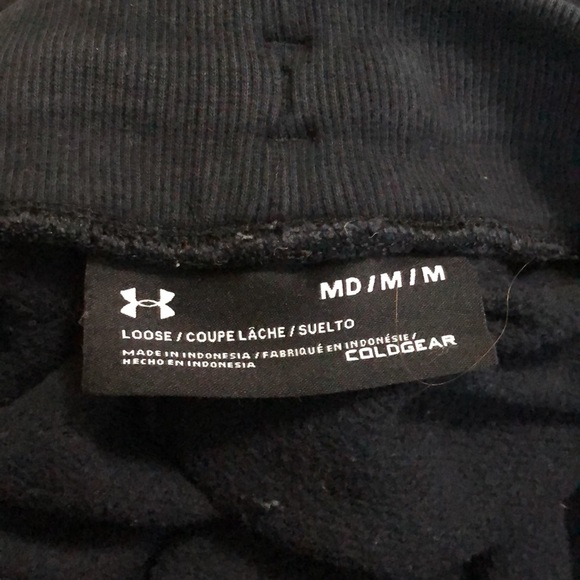 MD / M / M
LOOSE / COUPE LÂCHE / SUELTO
MADE IN INDONESIA / FABRIQUÉ EN INDONÉSIE /
HECHO EN INDONESIA
COLDGEAR